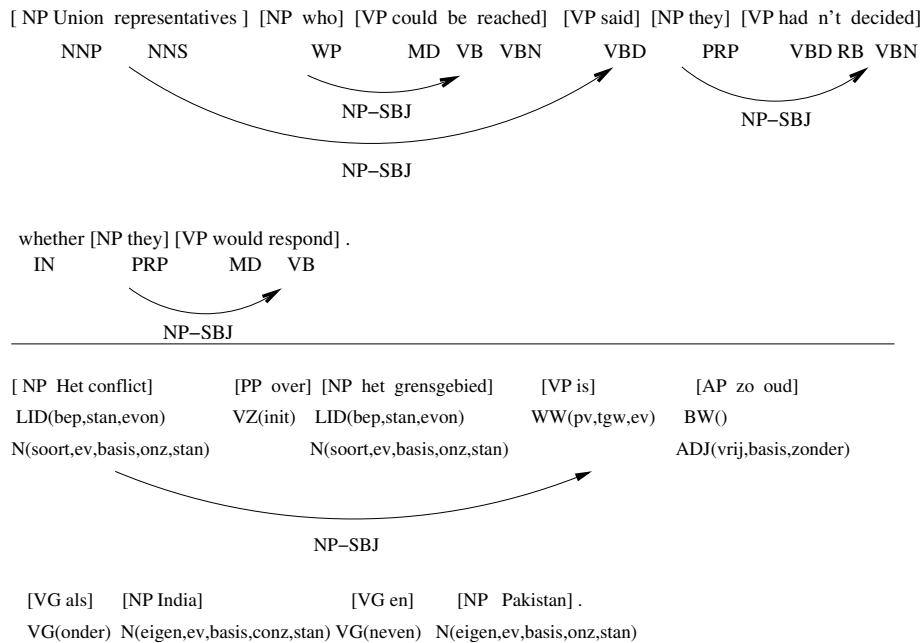 [ NP Union representatives ] [NP who] [VP could be reached] [VP said] [NP they] [VP had n't decided]
NNP NNS WP MD VB VBN VBD PRP VBD RB VBN
NP−SBJ NP−SBJ
NP−SBJ
whether [NP they] [VP would respond] .
IN PRP MD VB
NP−SBJ
[ NP Het conflict] [PP over] [NP het grensgebied] [VP is] [AP zo oud]
LID(bep,stan,evon) VZ(init) LID(bep,stan,evon) WW(pv,tgw,ev) BW()
N(soort,ev,basis,onz,stan) N(soort,ev,basis,onz,stan) ADJ(vrij,basis,zonder)
NP−SBJ
[VG als] [NP India] [VG en] [NP Pakistan] .
VG(onder) N(eigen,ev,basis,conz,stan) VG(neven) N(eigen,ev,basis,onz,stan)